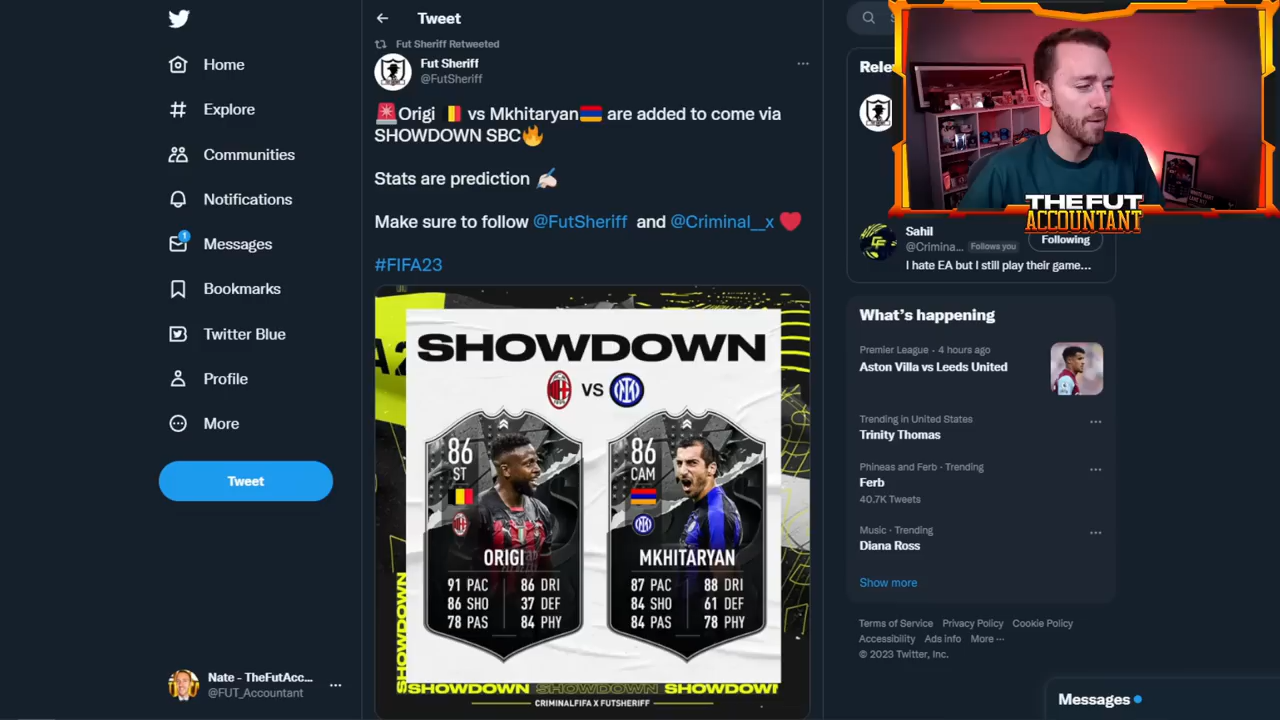 Home
Explore
Communities
Notifications
1
Messages
Bookmarks
Twitter Blue
Profile
More
Tweet
Nate - TheFutAcc...
@FUT_Accountant
Tweet
Fut Sheriff Retweeted
Fut Sheriff
@FutSheriff
🚨Origi 🇧🇪 vs Mkhitaryan🇦🇲 are added to come via
SHOWDOWN SBC🔥
Stats are prediction ✍🏻
Make sure to follow @FutSheriff and @Criminal__x ❤️
#FIFA23
SHOWDOWN
VS
86
ST
ORIGI
91 PAC 86 DRI
86 SHO 37 DEF
78 PAS 84 PHY
86
CAM
MKHITARYAN
87 PAC 88 DRI
84 SHO 61 DEF
84 PAS 78 PHY
SHOWDOWN
SHOWDOWN SHOWDOWN SHOWDOWN
CRIMINALFIFA X FUTSHERIFF
THE FUT
ACCOUNTANT
Sahil
@Crimina... Follows you
Following
I hate EA but I still play their game...
What's happening
Premier League · 4 hours ago
Aston Villa vs Leeds United
Trending in United States
Trinity Thomas
Phineas and Ferb · Trending
Ferb
40.7K Tweets
Music · Trending
Diana Ross
Show more
Terms of Service Privacy Policy Cookie Policy
Accessibility Ads info More ···
© 2023 Twitter, Inc.
Messages